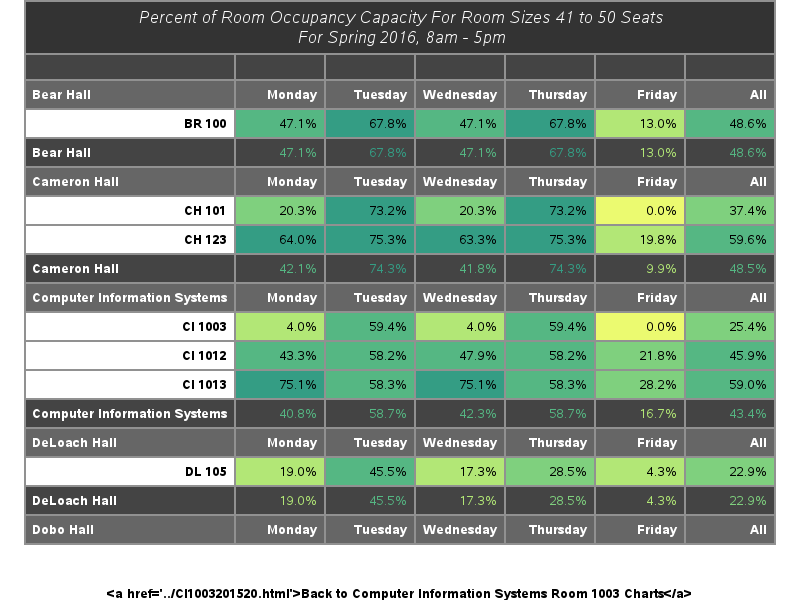 Percent of Room Occupancy Capacity For Room Sizes 41 to 50 Seats
For Spring 2016, 8am - 5pm
Bear Hall Monday Tuesday Wednesday Thursday Friday All
BR 100 47.1% 67.8% 47.1% 67.8% 13.0% 48.6%
Bear Hall 47.1% 67.8% 47.1% 67.8% 13.0% 48.6%
Cameron Hall Monday Tuesday Wednesday Thursday Friday All
CH 101 20.3% 73.2% 20.3% 73.2% 0.0% 37.4%
CH 123 64.0% 75.3% 63.3% 75.3% 19.8% 59.6%
Cameron Hall 42.1% 74.3% 41.8% 74.3% 9.9% 48.5%
Computer Information Systems Monday Tuesday Wednesday Thursday Friday All
CI 1003 4.0% 59.4% 4.0% 59.4% 0.0% 25.4%
CI 1012 43.3% 58.2% 47.9% 58.2% 21.8% 45.9%
CI 1013 75.1% 58.3% 75.1% 58.3% 28.2% 59.0%
Computer Information Systems 40.8% 58.7% 42.3% 58.7% 16.7% 43.4%
DeLoach Hall Monday Tuesday Wednesday Thursday Friday All
DL 105 19.0% 45.5% 17.3% 28.5% 4.3% 22.9%
DeLoach Hall 19.0% 45.5% 17.3% 28.5% 4.3% 22.9%
Dobo Hall Monday Tuesday Wednesday Thursday Friday All
&lt;a href='../CI1003201520.html'&gt;Back to Computer Information Systems Room 1003 Charts&lt;/a&gt;